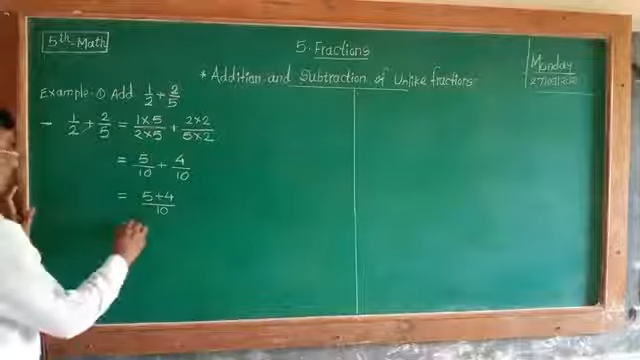 5th-Math
5. Fractions
* Addition and Subtraction of Unlike fractions
Monday
Example-① Add 1/2 + 2/5
- 1/2 + 2/5 = 1×5/2×5 + 2×2/5×2
= 5/10 + 4/10
= 5+4/10